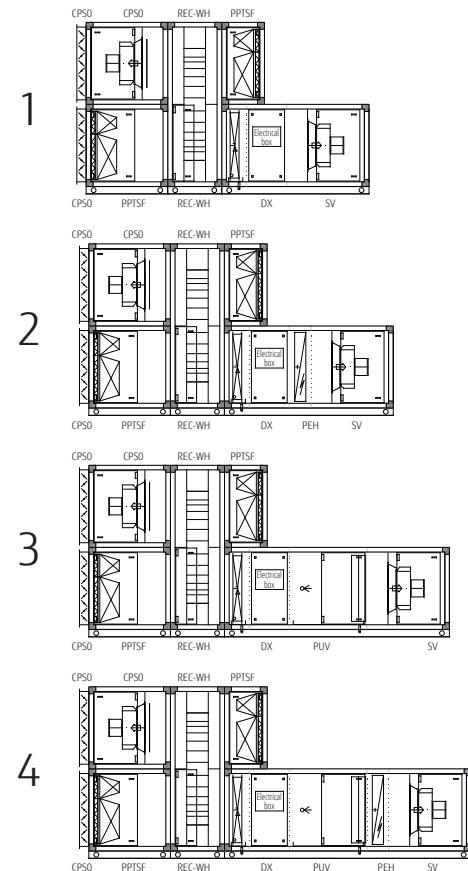 CPS0 CPS0 REC-WH PPTSF
1
Electrical
box
CPS0 PPTSF REC-WH DX SV
CPS0 CPS0 REC-WH PPTSF
2
Electrical
box
CPS0 PPTSF REC-WH DX PEH SV
CPS0 CPS0 REC-WH PPTSF
3
Electrical
box
CPS0 PPTSF REC-WH DX PUV SV
CPS0 CPS0 REC-WH PPTSF
4
Electrical
box
CPS0 PPTSF REC-WH DX PUV PEH SV